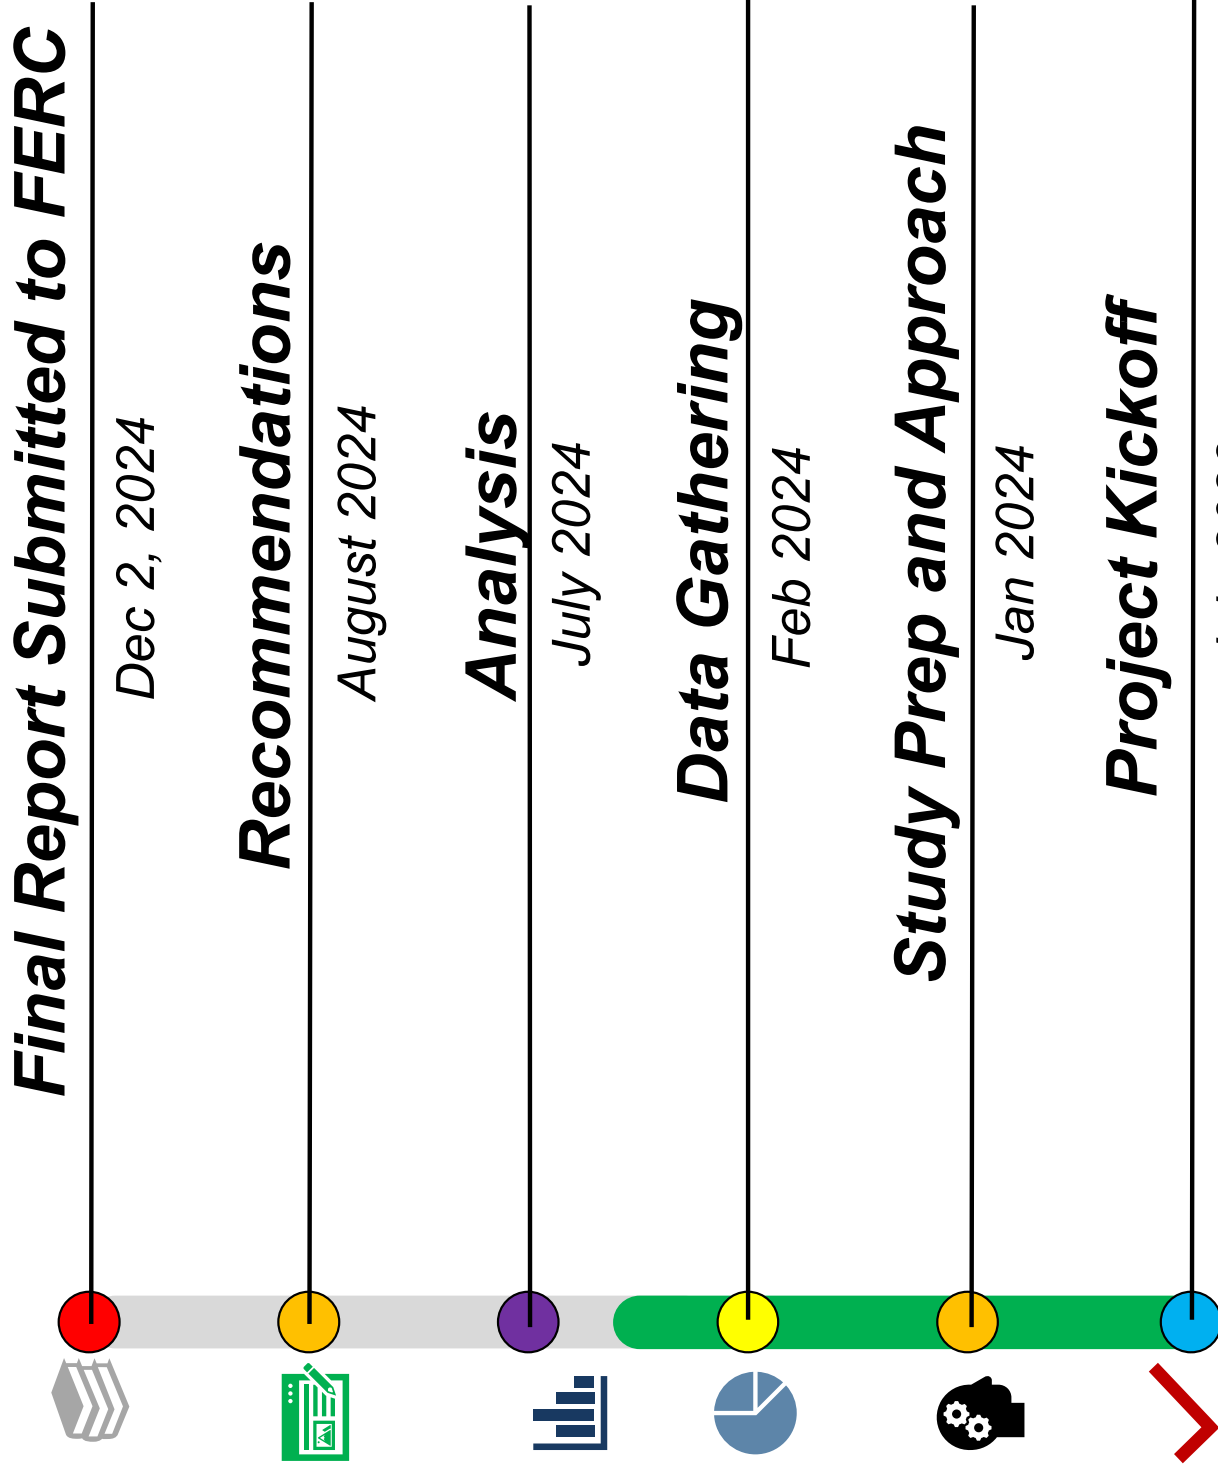 Final Report Submitted to FERC
Dec 2, 2024
Recommendations
August 2024
Analysis
July 2024
Data Gathering
Feb 2024
Study Prep and Approach
Jan 2024
Project Kickoff